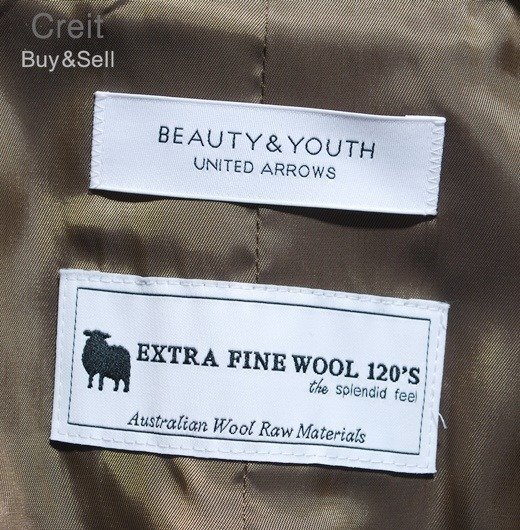 Creit
Buy&Sell
BEAUTY&YOUTH
UNITED ARROWS
EXTRA FINE WOOL 120'S
the splendid feel
Australian Wool Raw Materials